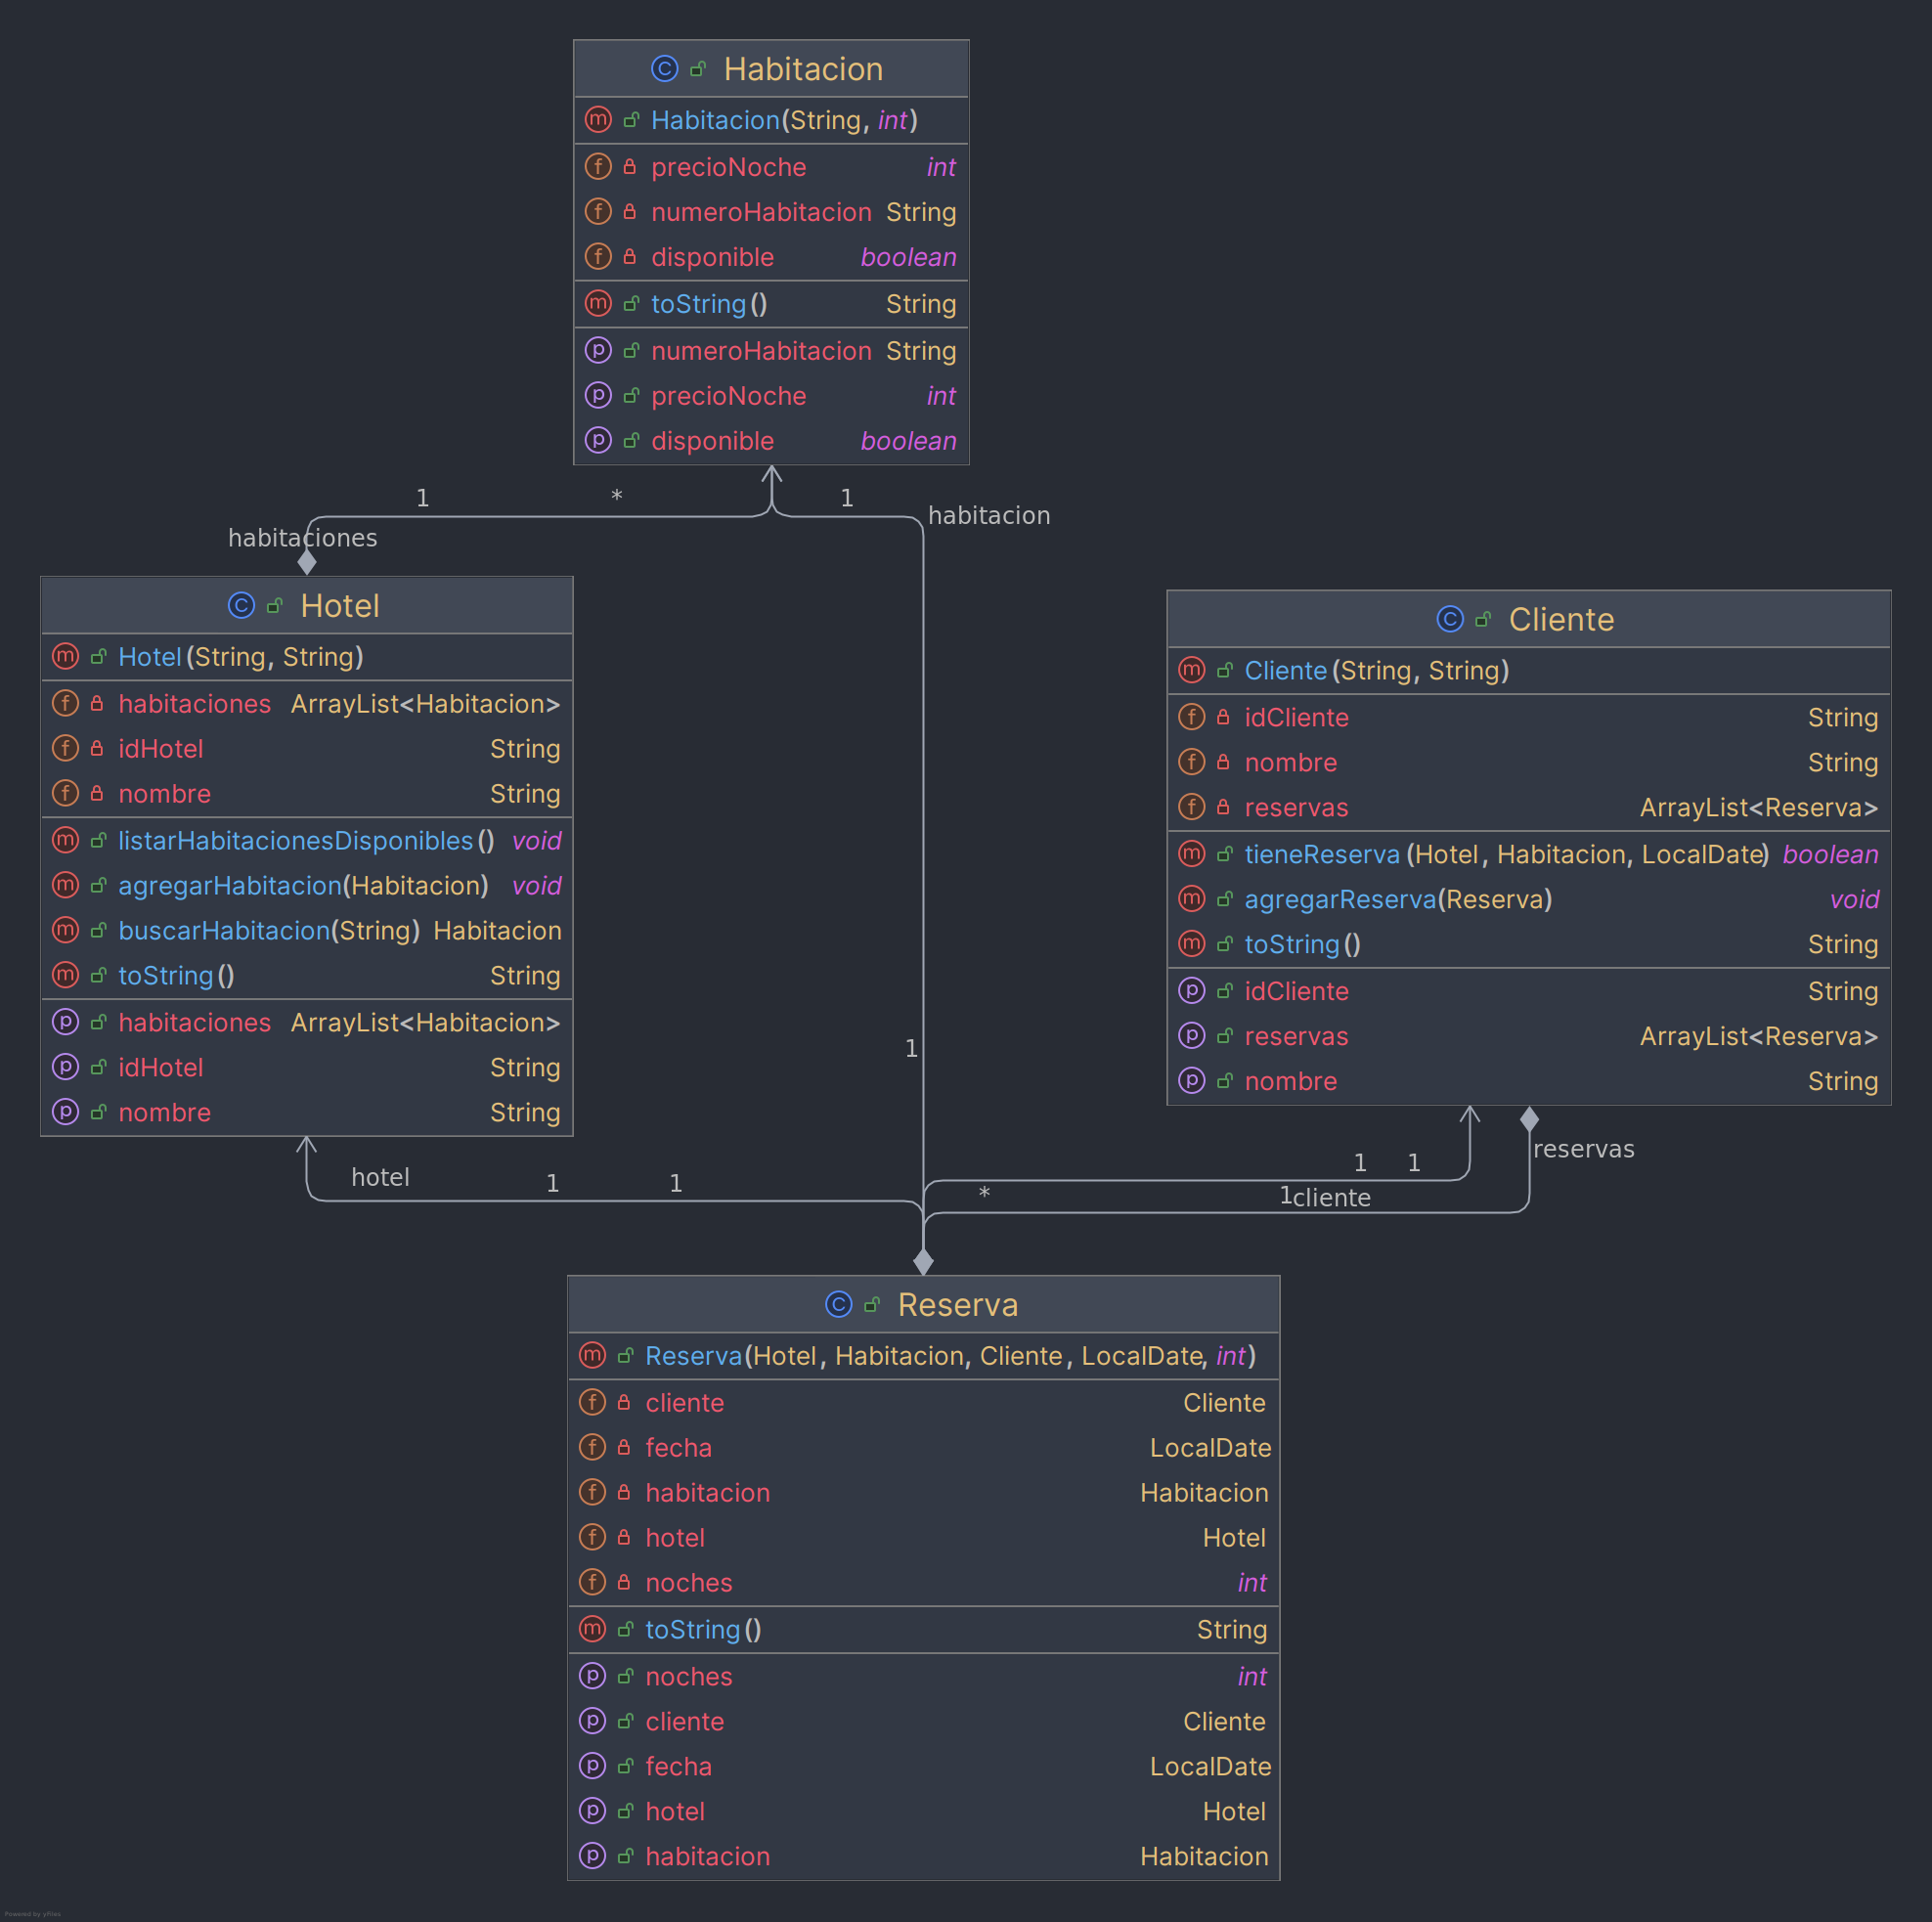 Habitacion
Habitacion(String, int)
precioNoche int
numeroHabitacion String
disponible boolean
toString() String
numeroHabitacion String
precioNoche int
disponible boolean
1 * 1
habitacion
habitaciones
Hotel
Hotel(String, String)
habitaciones ArrayList<Habitacion>
idHotel String
nombre String
listarHabitacionesDisponibles() void
agregarHabitacion(Habitacion) void
buscarHabitacion(String) Habitacion
toString() String
habitaciones ArrayList<Habitacion>
idHotel String
nombre String
1
Cliente
Cliente(String, String)
idCliente String
nombre String
reservas ArrayList<Reserva>
tieneReserva(Hotel, Habitacion, LocalDate) boolean
agregarReserva(Reserva) void
toString() String
idCliente String
reservas ArrayList<Reserva>
nombre String
reservas
hotel 1 1
1 1
* 1cliente
Reserva
Reserva(Hotel, Habitacion, Cliente, LocalDate, int)
cliente Cliente
fecha LocalDate
habitacion Habitacion
hotel Hotel
noches int
toString() String
noches int
cliente Cliente
fecha LocalDate
hotel Hotel
habitacion Habitacion
Powered by yFiles